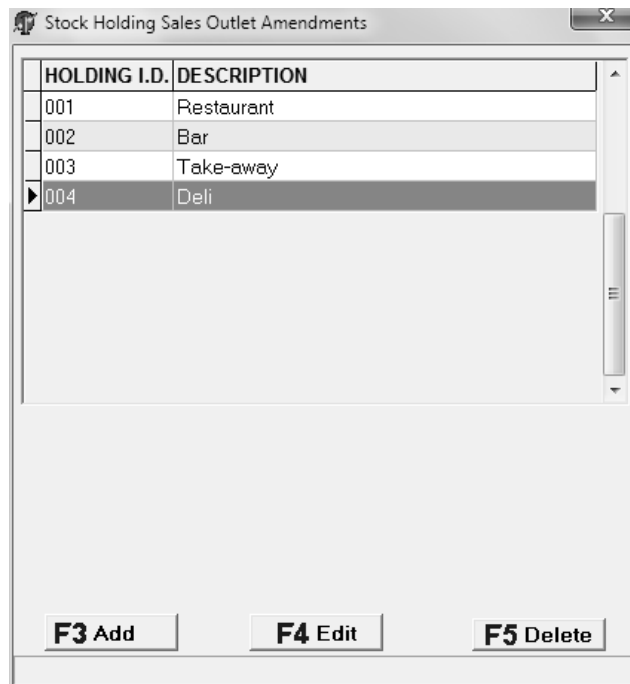 Stock Holding Sales Outlet Amendments
HOLDING I.D. DESCRIPTION
001 Restaurant
002 Bar
003 Take-away
004 Deli
F3 Add F4 Edit F5 Delete